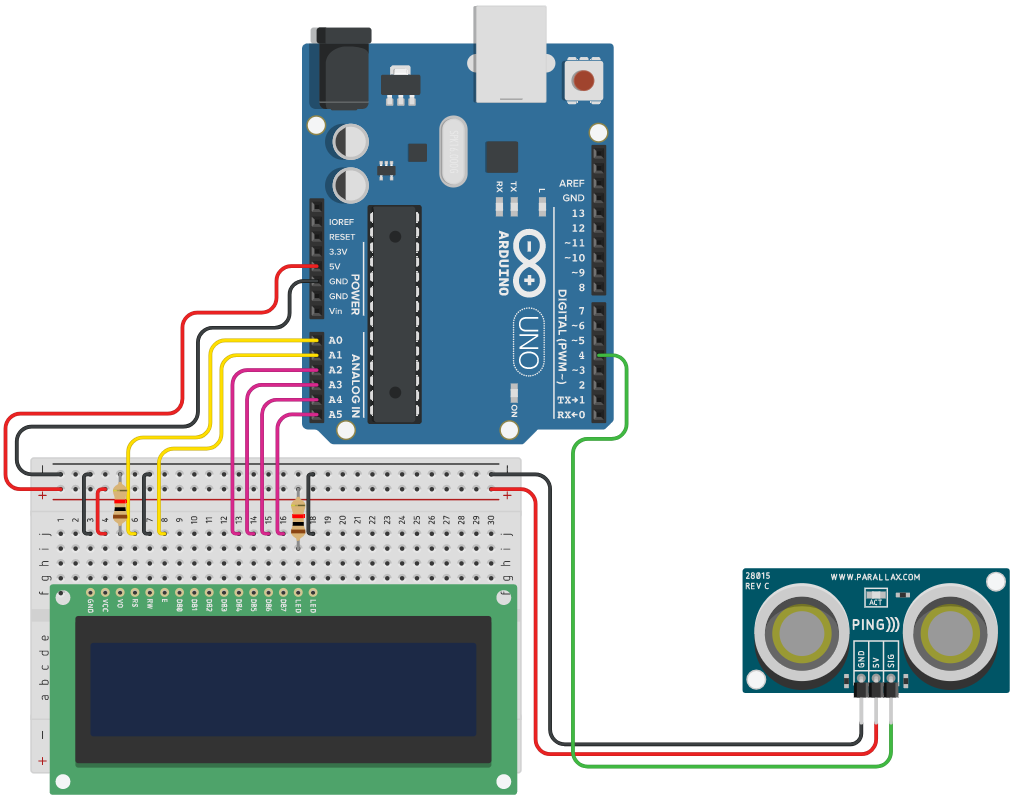 RX
TX
L
AREF
GND
13
12
~11
~10
~9
8
7
~6
~5
4
~3
2
TX→1
RX←0
DIGITAL (PWM~)
ARDUINO
UNO
ON
IOREF
RESET
3.3V
5V
GND
GND
Vin
POWER
A0
A1
A2
A3
A4
A5
ANALOG IN
1 2 3 4 5 6 7 8 9 10 11 12 13 14 15 16 18 19 20 21 22 23 24 25 26 27 28 29 30
j
i
h
g
f
e
d
c
b
a
GND VCC VO RS RW E DB0 DB1 DB2 DB3 DB4 DB5 DB6 DB7 LED LED
28015
REV C
WWW.PARALLAX.COM
ACT
PING)))
GND
5V
SIG